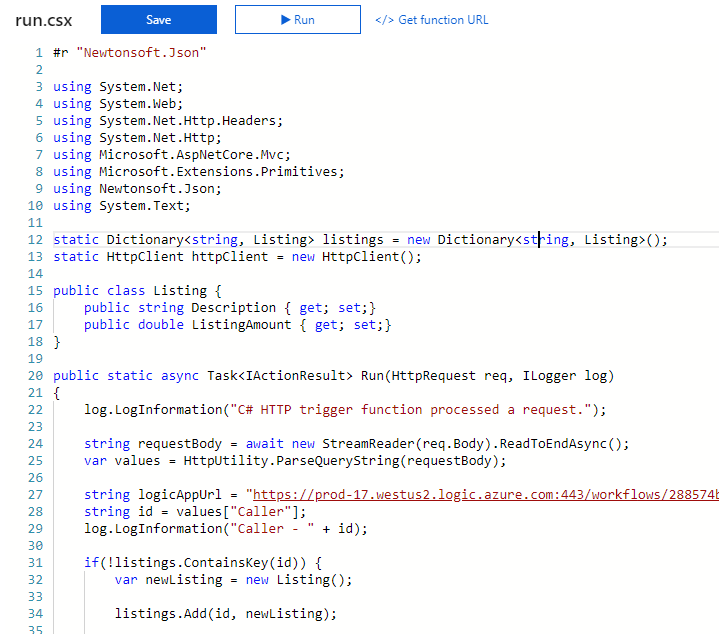 run.csx Save Run </> Get function URL
1 #r "Newtonsoft.Json"
2
3 using System.Net;
4 using System.Web;
5 using System.Net.Http.Headers;
6 using System.Net.Http;
7 using Microsoft.AspNetCore.Mvc;
8 using Microsoft.Extensions.Primitives;
9 using Newtonsoft.Json;
10 using System.Text;
11
12 static Dictionary<string, Listing> listings = new Dictionary<string, Listing>();
13 static HttpClient httpClient = new HttpClient();
14
15 public class Listing {
16     public string Description { get; set;}
17     public double ListingAmount { get; set;}
18 }
19
20 public static async Task<IActionResult> Run(HttpRequest req, ILogger log)
21 {
22     log.LogInformation("C# HTTP trigger function processed a request.");
23
24     string requestBody = await new StreamReader(req.Body).ReadToEndAsync();
25     var values = HttpUtility.ParseQueryString(requestBody);
26
27     string logicAppUrl = "https://prod-17.westus2.logic.azure.com:443/workflows/288574b
28     string id = values["Caller"];
29     log.LogInformation("Caller - " + id);
30
31     if(!listings.ContainsKey(id)) {
32         var newListing = new Listing();
33
34         listings.Add(id, newListing);
35